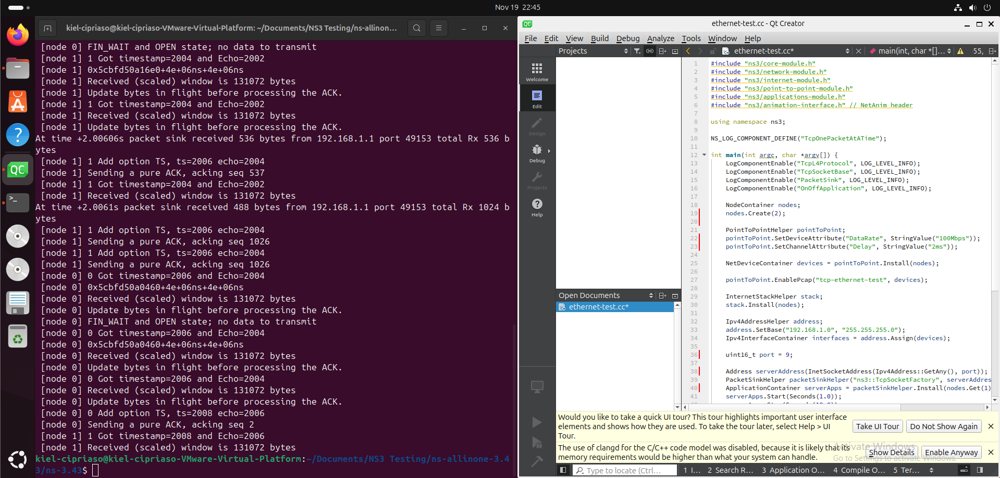 Nov 19 22:45
kiel-cipriaso@kiel-cipriaso-VMware-Virtual-Platform: ~/Documents/NS3 Testing/ns-allinon...
[node 0] FIN_WAIT and OPEN state; no data to transmit
[node 1] 1 Got timestamp=2004 and Echo=2002
[node 1] 0x5cbfd50a16e0+4e+06ns+4e+06ns
[node 1] Received (scaled) window is 131072 bytes
[node 1] Update bytes in flight before processing the ACK.
[node 1] 1 Got timestamp=2004 and Echo=2002
[node 1] Received (scaled) window is 131072 bytes
[node 1] Update bytes in flight before processing the ACK.
At time +2.00606s packet sink received 536 bytes from 192.168.1.1 port 49153 total Rx 536 b
ytes
[node 1] 1 Add option TS, ts=2006 echo=2004
[node 1] Sending a pure ACK, acking seq 537
[node 1] 1 Got timestamp=2004 and Echo=2002
[node 1] Received (scaled) window is 131072 bytes
At time +2.0061s packet sink received 488 bytes from 192.168.1.1 port 49153 total Rx 1024 b
ytes
[node 1] 1 Add option TS, ts=2006 echo=2004
[node 1] Sending a pure ACK, acking seq 1026
[node 1] 1 Add option TS, ts=2006 echo=2004
[node 1] Sending a pure ACK, acking seq 1026
[node 0] 0 Got timestamp=2006 and Echo=2004
[node 0] 0x5cbfd50a0460+4e+06ns+4e+06ns
[node 0] Received (scaled) window is 131072 bytes
[node 0] Update bytes in flight before processing the ACK.
[node 0] FIN_WAIT and OPEN state; no data to transmit
[node 0] 0 Got timestamp=2006 and Echo=2004
[node 0] 0x5cbfd50a0460+4e+06ns+4e+06ns
[node 0] Received (scaled) window is 131072 bytes
[node 0] Update bytes in flight before processing the ACK.
[node 0] 0 Got timestamp=2006 and Echo=2004
[node 0] Received (scaled) window is 131072 bytes
[node 0] Update bytes in flight before processing the ACK.
[node 0] 0 Add option TS, ts=2008 echo=2006
[node 0] Sending a pure ACK, acking seq 2
[node 1] 1 Got timestamp=2008 and Echo=2006
[node 1] Received (scaled) window is 131072 bytes
kiel-cipriaso@kiel-cipriaso-VMware-Virtual-Platform:~/Documents/NS3 Testing/ns-allinone-3.4
3/ns-3.43$
QC
ethernet-test.cc - Qt Creator
File Edit View Build Debug Analyze Tools Window Help
Projects
ethernet-test.cc*
main(int, char *[]...
55,
Welcome
Edit
Design
Debug
Projects
Help
Open Documents
ethernet-test.cc*
1 #include "ns3/core-module.h"
2 #include "ns3/network-module.h"
3 #include "ns3/internet-module.h"
4 #include "ns3/point-to-point-module.h"
5 #include "ns3/applications-module.h"
6 #include "ns3/animation-interface.h" // NetAnim header
7
8 using namespace ns3;
9
10 NS_LOG_COMPONENT_DEFINE("TcpOnePacketAtATime");
11
12 int main(int argc, char *argv[]) {
13 LogComponentEnable("TcpL4Protocol", LOG_LEVEL_INFO);
14 LogComponentEnable("TcpSocketBase", LOG_LEVEL_INFO);
15 LogComponentEnable("PacketSink", LOG_LEVEL_INFO);
16 LogComponentEnable("OnOffApplication", LOG_LEVEL_INFO);
17
18 NodeContainer nodes;
19 nodes.Create(2);
20
21 PointToPointHelper pointToPoint;
22 pointToPoint.SetDeviceAttribute("DataRate", StringValue("100Mbps"));
23 pointToPoint.SetChannelAttribute("Delay", StringValue("2ms"));
24
25 NetDeviceContainer devices = pointToPoint.Install(nodes);
26
27 pointToPoint.EnablePcap("tcp-ethernet-test", devices);
28
29 InternetStackHelper stack;
30 stack.Install(nodes);
31
32 Ipv4AddressHelper address;
33 address.SetBase("192.168.1.0", "255.255.255.0");
34 Ipv4InterfaceContainer interfaces = address.Assign(devices);
35
36 uint16_t port = 9;
37
38 Address serverAddress(InetSocketAddress(Ipv4Address::GetAny(), port));
39 PacketSinkHelper packetSinkHelper("ns3::TcpSocketFactory", serverAddres
40 ApplicationContainer serverApps = packetSinkHelper.Install(nodes.Get(1)
41 serverApps.Start(Seconds(1.0));
Would you like to take a quick UI tour? This tour highlights important user interface
elements and shows how they are used. To take the tour later, select Help > UI
Tour.
Take UI Tour
Do Not Show Again
The use of clangd for the C/C++ code model was disabled, because it is likely that its
memory requirements would be higher than what your system can handle.
Show Details
Enable Anyway
Activate Windows
Go to Settings to activate Windows.
Type to locate (Ctrl...
1 I... 2 Search R... 3 Application O... 4 Compile O... 5 Ter...